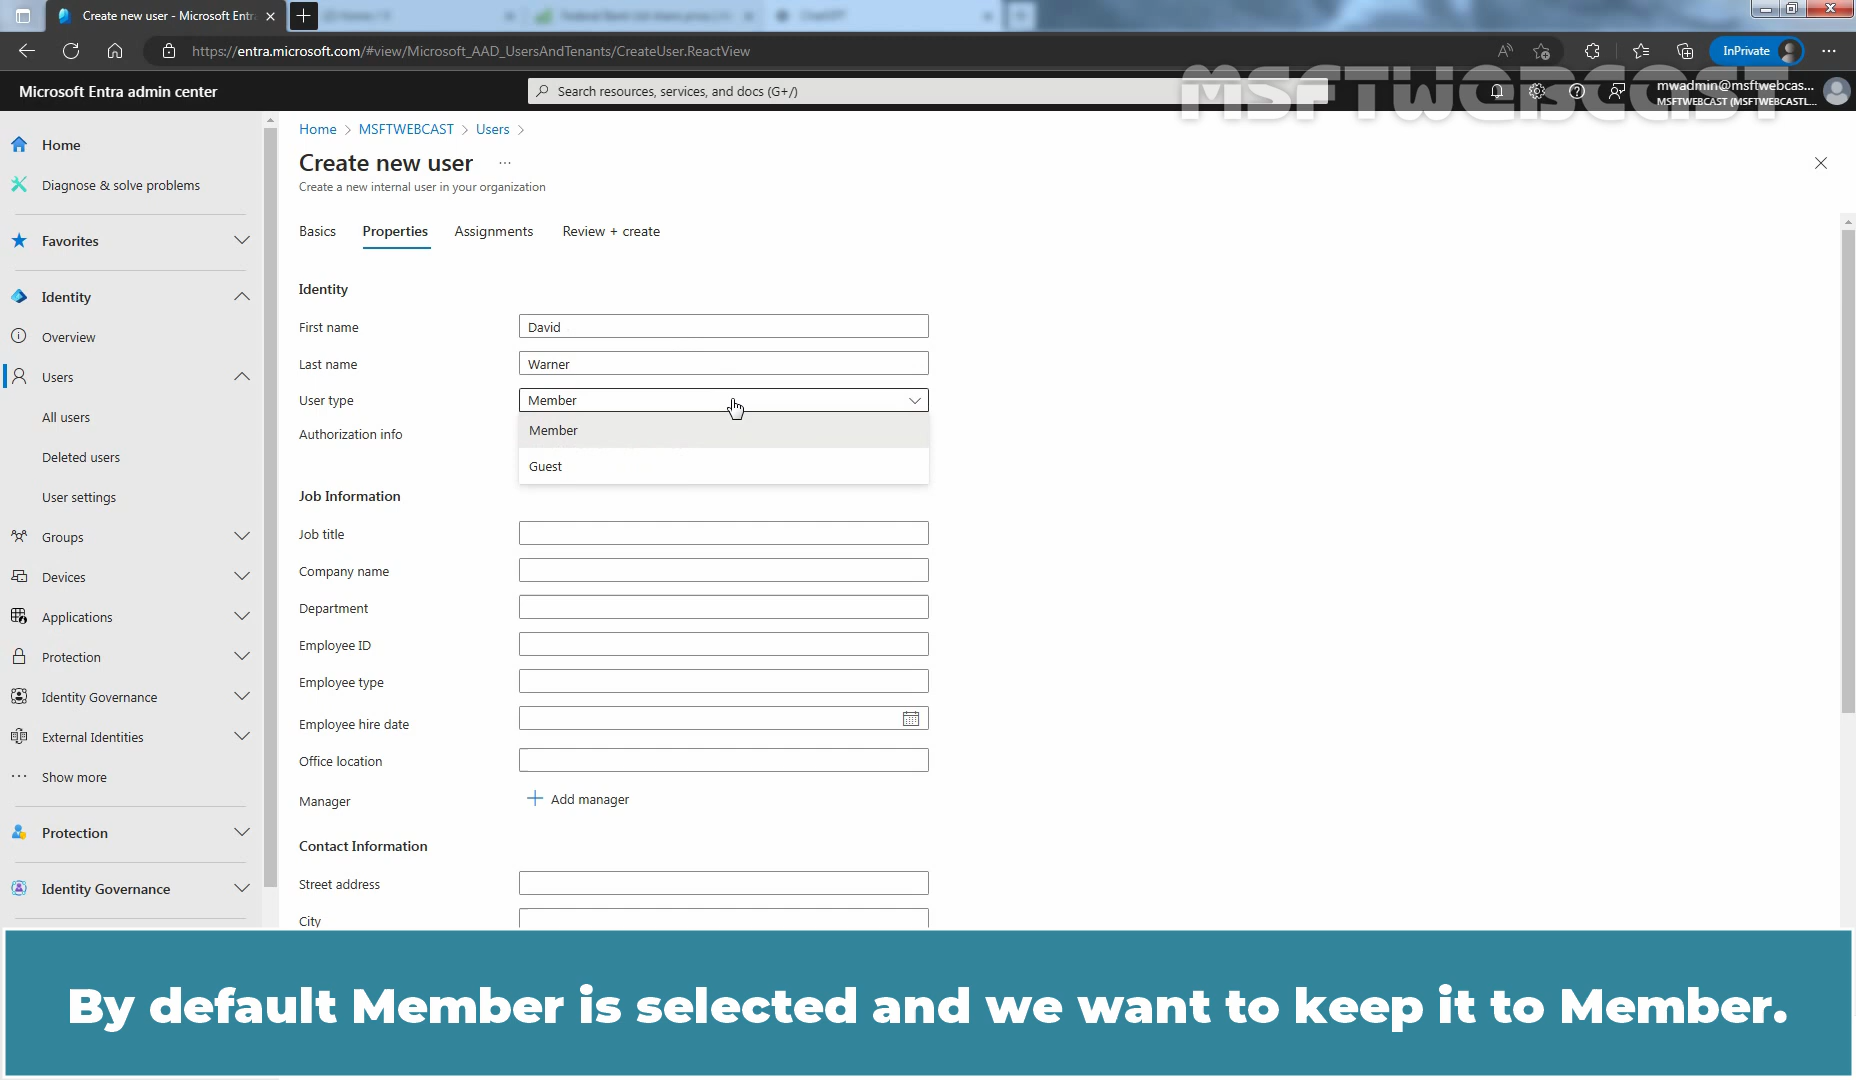 Create new user - Microsoft Entra
https://entra.microsoft.com/#view/Microsoft_AAD_UsersAndTenants/CreateUser.ReactView
InPrivate
Microsoft Entra admin center
Search resources, services, and docs (G+/)
mwadmin@msftwebcas...
MSFTWEBCAST (MSFTWEBCASTL...
MSFTWEBCAST
Home
Diagnose & solve problems
Favorites
Identity
Overview
Users
All users
Deleted users
User settings
Groups
Devices
Applications
Protection
Identity Governance
External Identities
Show more
Protection
Identity Governance
Home > MSFTWEBCAST > Users >
Create new user ...
Create a new internal user in your organization
Basics Properties Assignments Review + create
Identity
First name David
Last name Warner
User type Member
Member
Authorization info
Guest
Job Information
Job title
Company name
Department
Employee ID
Employee type
Employee hire date
Office location
Manager + Add manager
Contact Information
Street address
City
By default Member is selected and we want to keep it to Member.